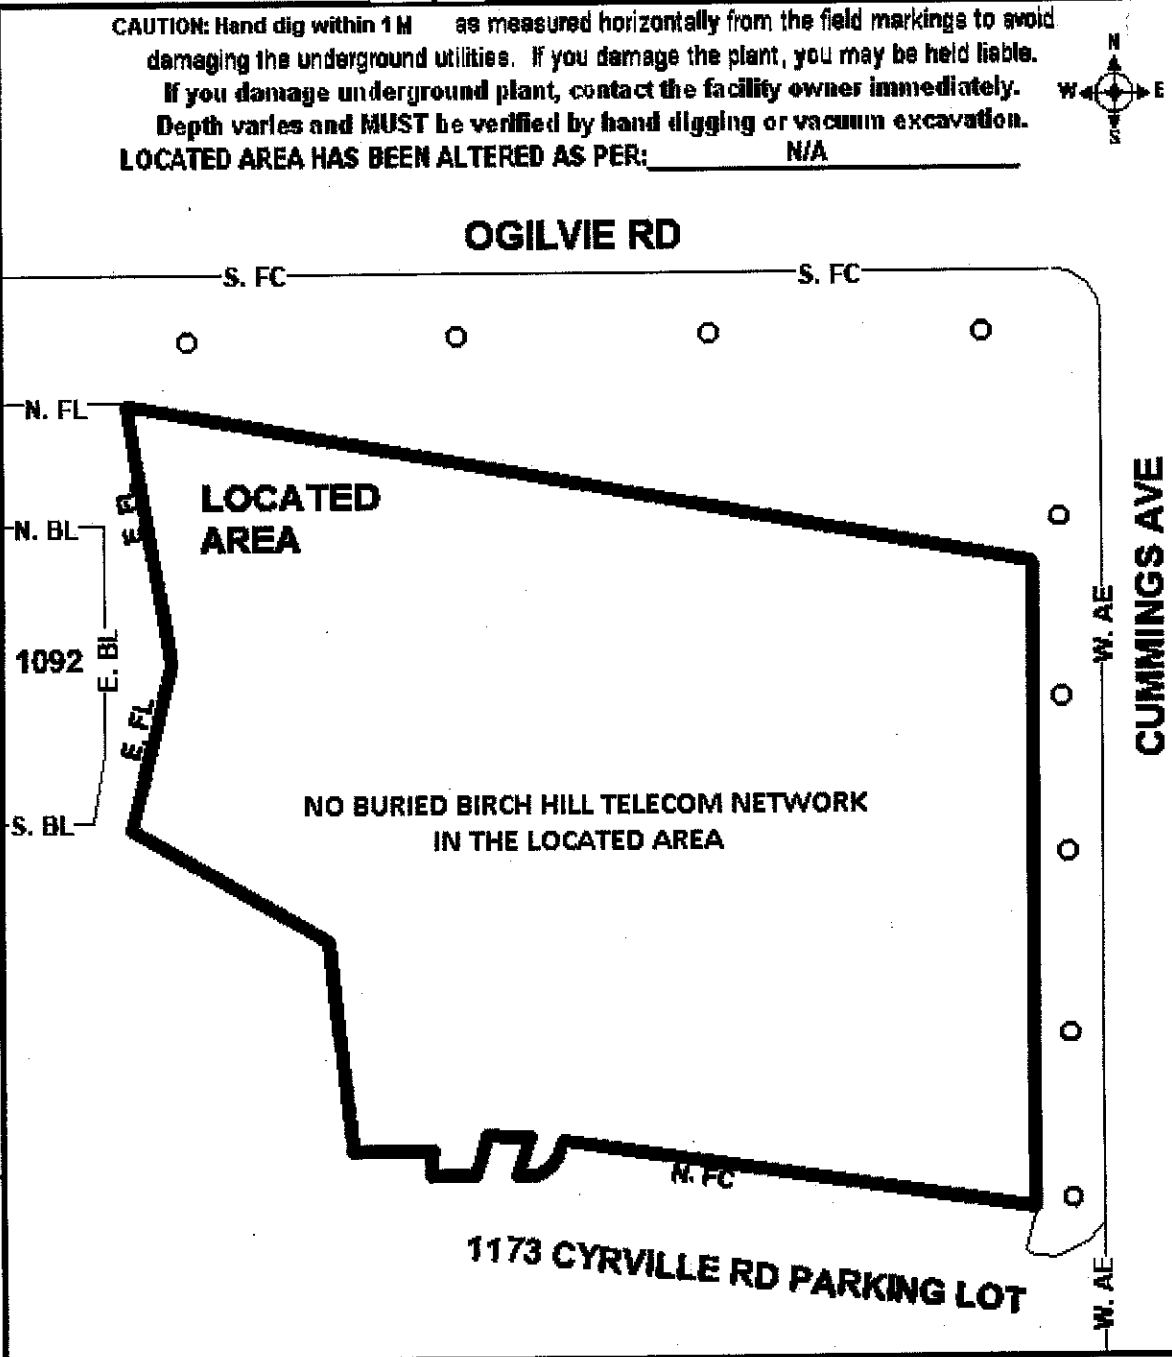 CAUTION: Hand dig within 1 M as measured horizontally from the field markings to avoid
damaging the underground utilities. If you damage the plant, you may be held liable.
If you damage underground plant, contact the facility owner immediately.
Depth varies and MUST be verified by hand digging or vacuum excavation.
LOCATED AREA HAS BEEN ALTERED AS PER: N/A
N
W E
S
OGILVIE RD
S. FC S. FC
N. FL
LOCATED
AREA
E. FL
N. BL
CUMMINGS AVE
W. AE
1092
E. BL
E. FL
NO BURIED BIRCH HILL TELECOM NETWORK
IN THE LOCATED AREA
S. BL
N. FC
1173 CYRVILLE RD PARKING LOT
W. AE